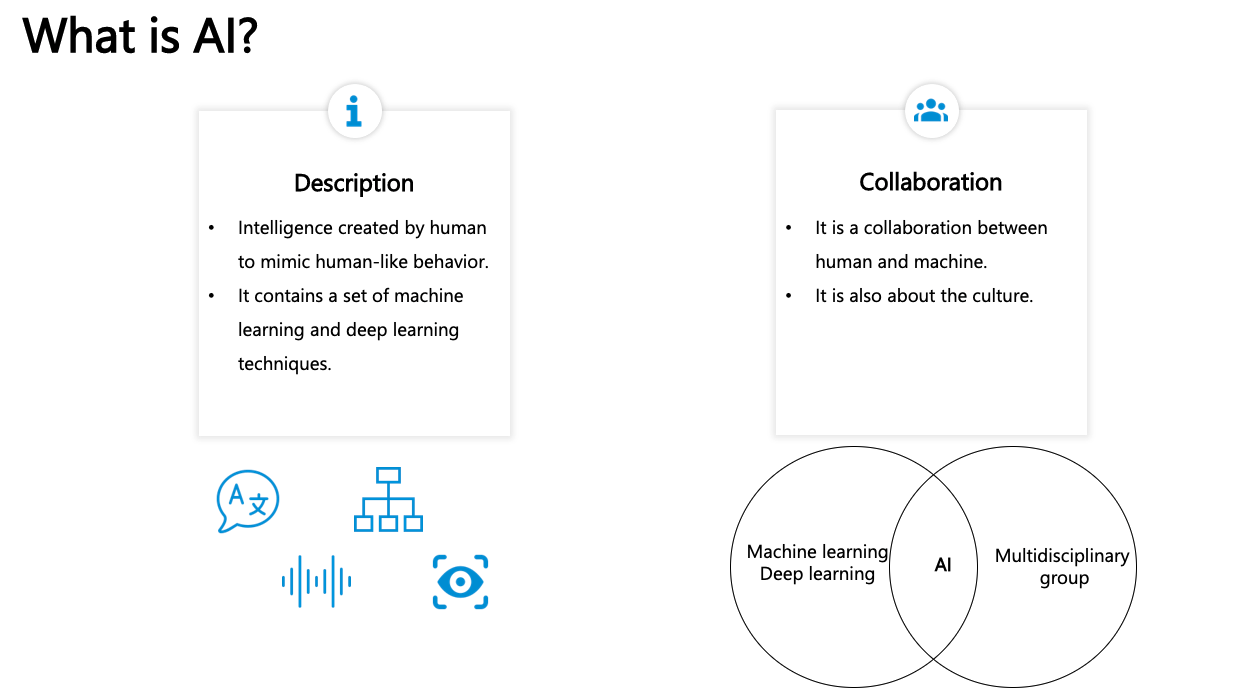 What is AI?
Description
• Intelligence created by human
to mimic human-like behavior.
• It contains a set of machine
learning and deep learning
techniques.
Collaboration
• It is a collaboration between
human and machine.
• It is also about the culture.
A 文
Machine learning
Deep learning
AI
Multidisciplinary
group